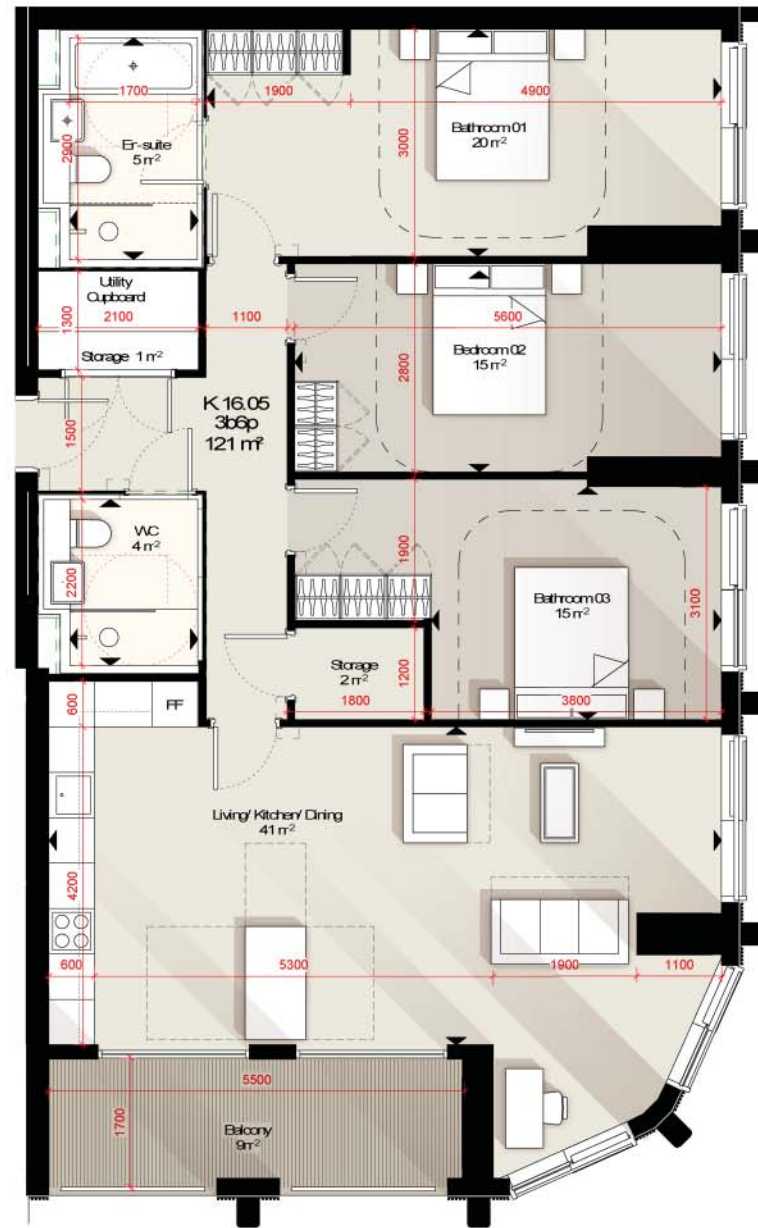 1700
1900
4900
2900
Er-suite
5 m²
3000
Bathroom 01
20 m²
Utility
Cupboard
1300
2100
1100
5600
Storage 1 m²
2800
Bedroom 02
15 m²
K 16.05
3b6p
121 m²
1500
WC
4 m²
2200
1900
3100
Bathroom 03
15 m²
Storage
2 m²
1200
1800
3800
600
FF
Living/ Kitchen/ Dining
41 m²
4200
600
5300
1900
1100
5500
1700
Balcony
9m²